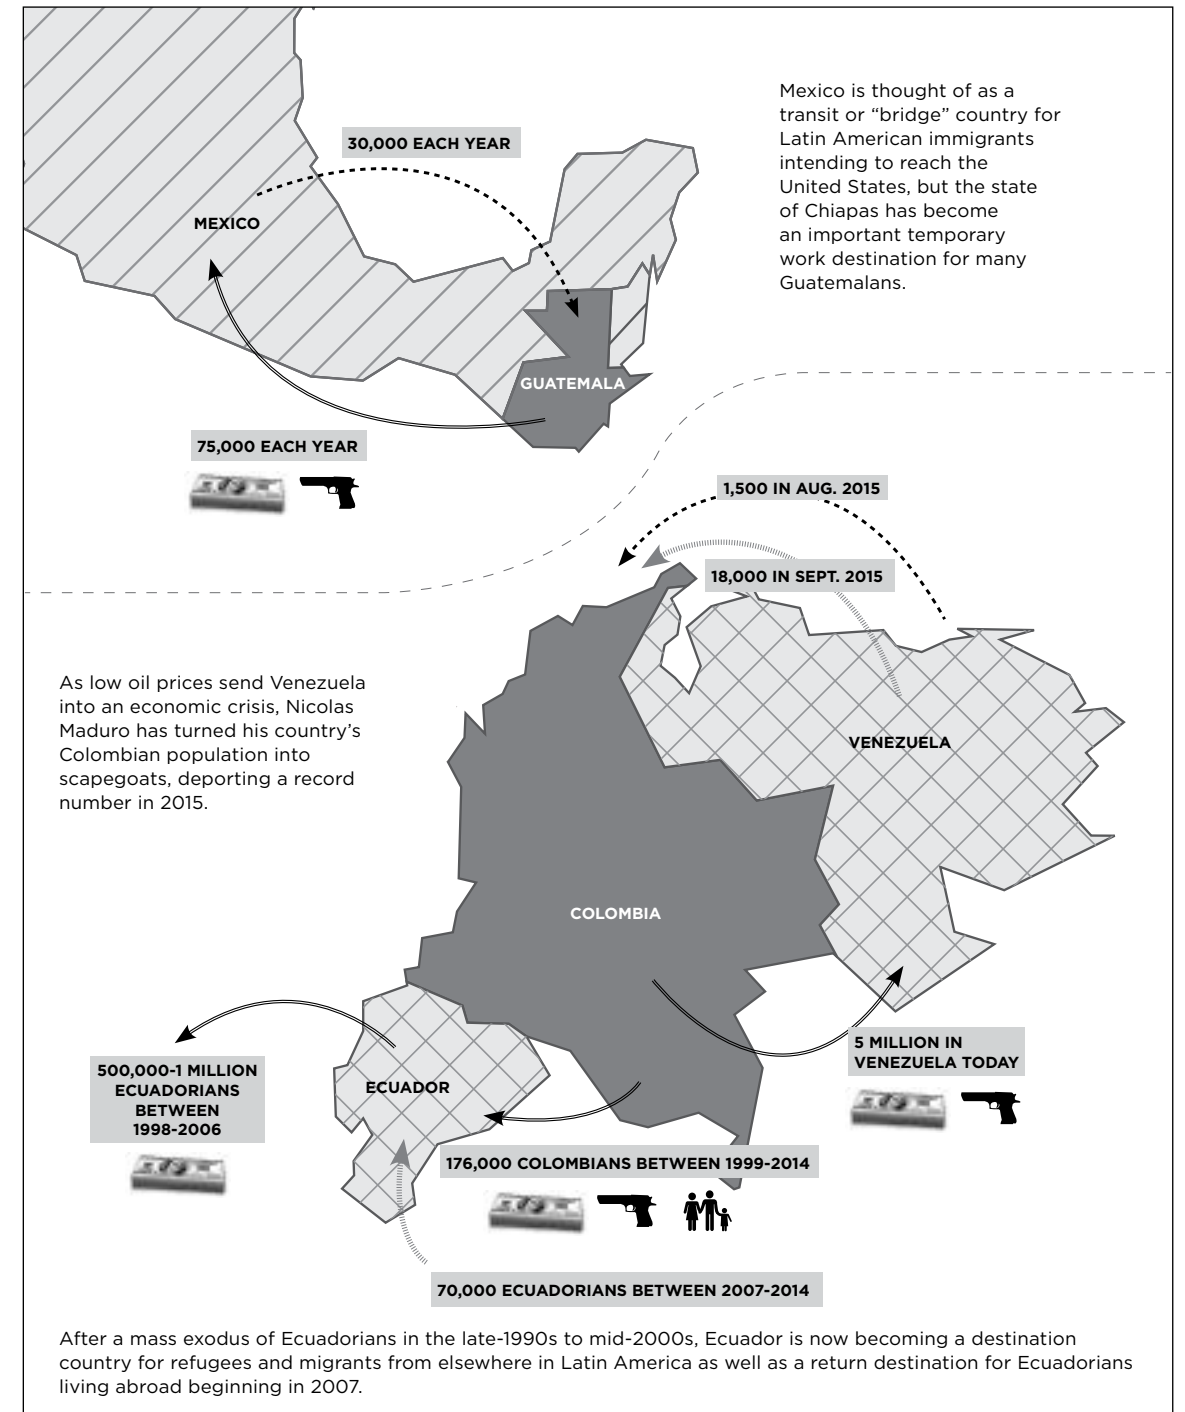 Mexico is thought of as a
transit or “bridge” country for
Latin American immigrants
intending to reach the
United States, but the state
of Chiapas has become
an important temporary
work destination for many
Guatemalans.
30,000 EACH YEAR
MEXICO
GUATEMALA
75,000 EACH YEAR
1,500 IN AUG. 2015
18,000 IN SEPT. 2015
As low oil prices send Venezuela
into an economic crisis, Nicolas
Maduro has turned his country’s
Colombian population into
scapegoats, deporting a record
number in 2015.
VENEZUELA
COLOMBIA
5 MILLION IN
VENEZUELA TODAY
500,000-1 MILLION
ECUADORIANS
BETWEEN
1998-2006
ECUADOR
176,000 COLOMBIANS BETWEEN 1999-2014
70,000 ECUADORIANS BETWEEN 2007-2014
After a mass exodus of Ecuadorians in the late-1990s to mid-2000s, Ecuador is now becoming a destination
country for refugees and migrants from elsewhere in Latin America as well as a return destination for Ecuadorians
living abroad beginning in 2007.